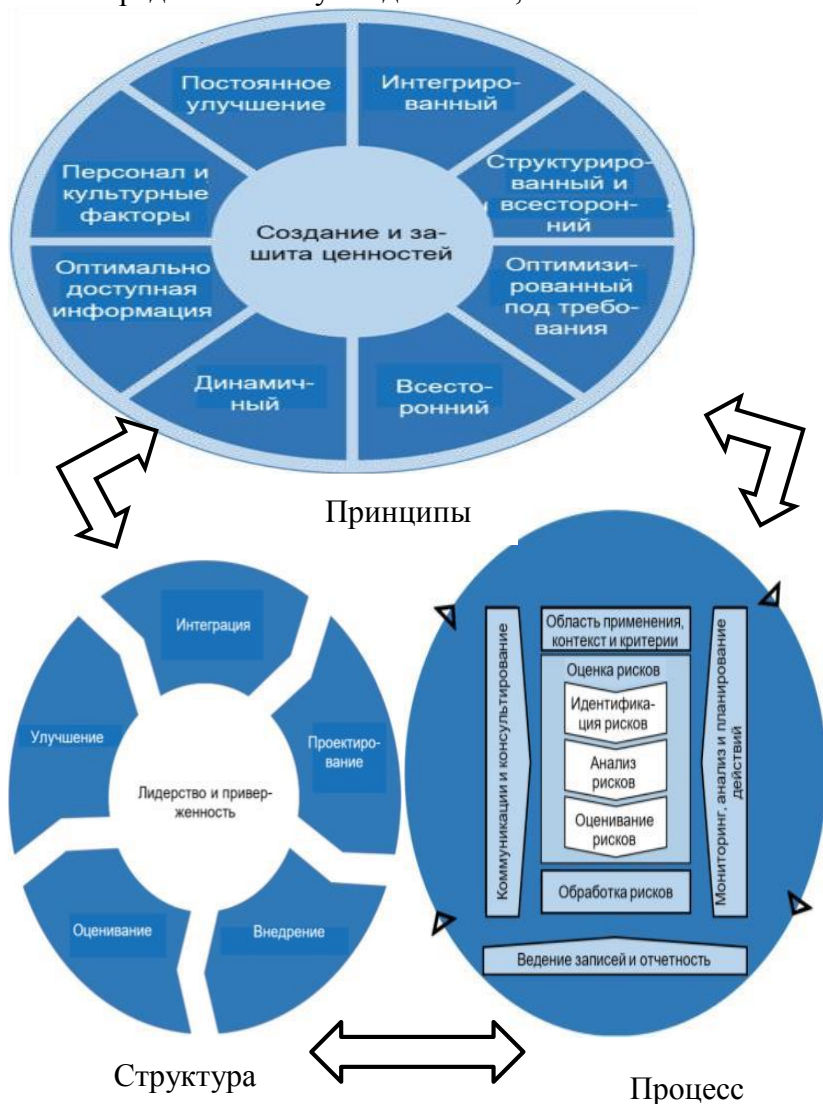 Постоянное
улучшение
Интегриро-
ванный
Структуриро-
ванный и
всесторон-
ний
Оптимизи-
рованный
под требо-
вания
Всесто-
ронний
Динамич-
ный
Оптимально
доступная
информация
Персонал и
культурные
факторы
Создание и за-
шита ценностей
Принципы
Интеграция
Проектиро-
вание
Внедрение
Оценивание
Улучшение
Лидерство и привер-
женность
Структура
Коммуникации и консультирование
Область применения,
контекст и критерии
Оценка рисков
Идентифика-
ция рисков
Анализ
рисков
Оценивание
рисков
Обработка рисков
Мониторинг, анализ и планирование
действий
Ведение записей и отчетность
Процесс